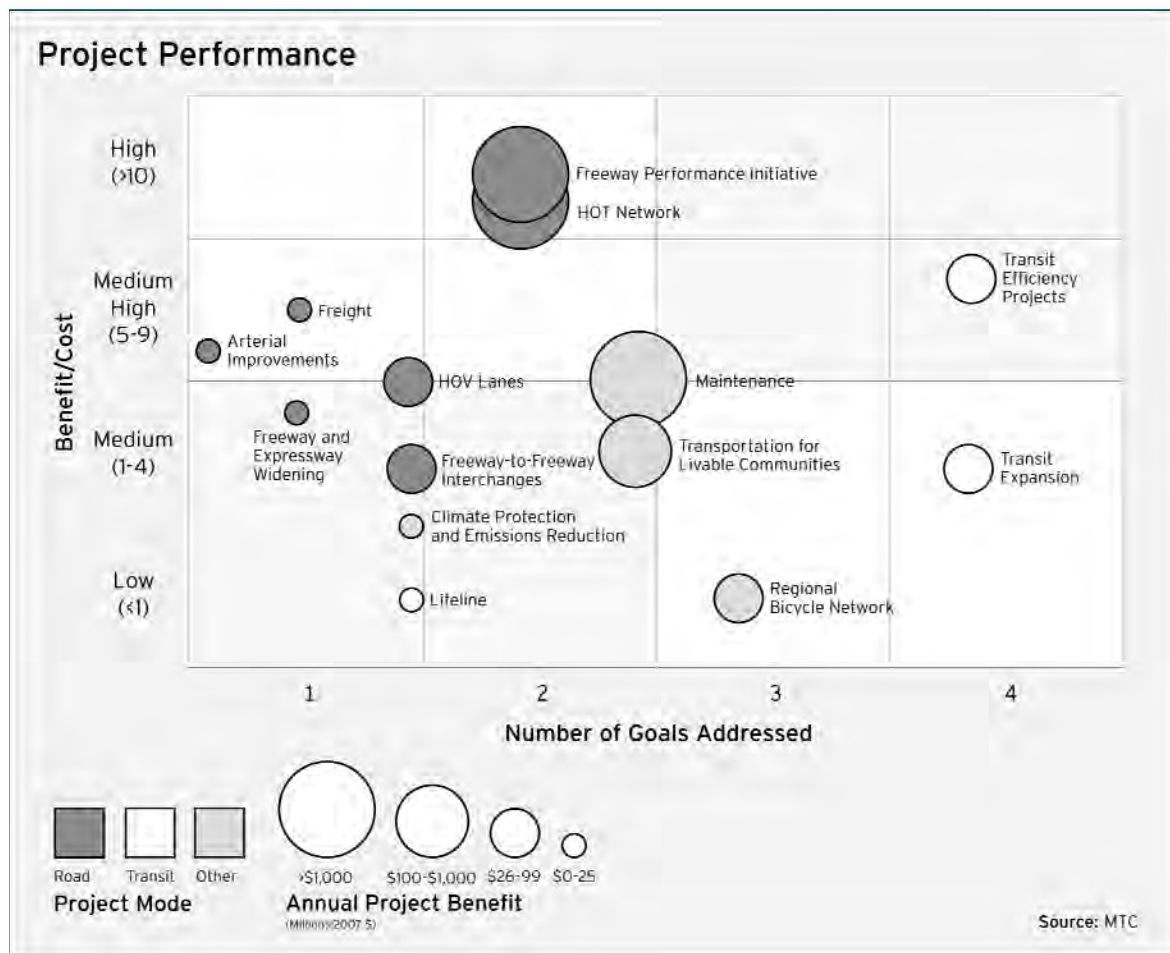 Project Performance
High
(>10)
Freeway Performance Initiative
HOT Network
Medium
High
(5-9)
Transit
Efficiency
Projects
Freight
Arterial
Improvements
HOV Lanes
Maintenance
Benefit/Cost
Medium
(1-4)
Freeway and
Expressway
Widening
Freeway-to-Freeway
Interchanges
Transportation for
Livable Communities
Transit
Expansion
Climate Protection
and Emissions Reduction
Low
(<1)
Lifeline
Regional
Bicycle Network
1
2
3
4
Number of Goals Addressed
Road
Transit
Other
>$1,000
$100-$1,000
$26-99
$0-25
Project Mode
Annual Project Benefit
(Millions/2007 $)
Source: MTC